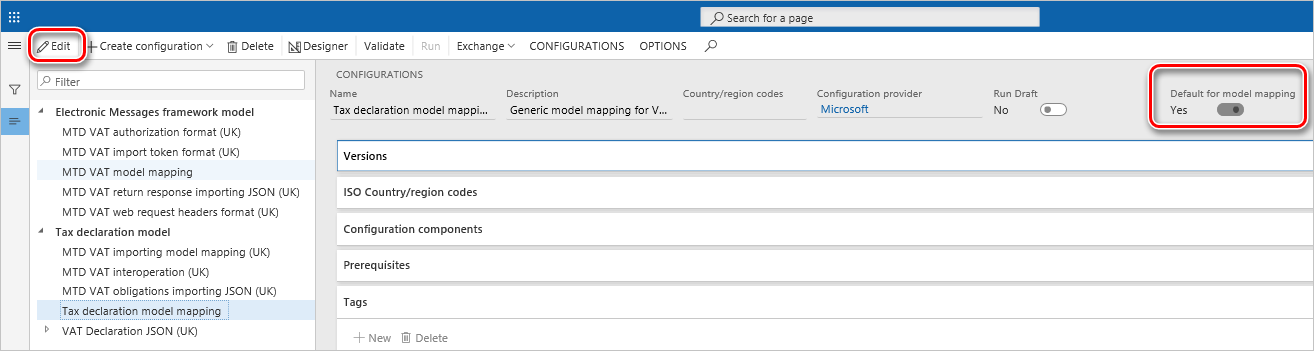 Search for a page
Edit Create configuration Delete Designer Validate Run Exchange CONFIGURATIONS OPTIONS
Filter
Electronic Messages framework model
MTD VAT authorization format (UK)
MTD VAT import token format (UK)
MTD VAT model mapping
MTD VAT return response importing JSON (UK)
MTD VAT web request headers format (UK)
Tax declaration model
MTD VAT importing model mapping (UK)
MTD VAT interoperation (UK)
MTD VAT obligations importing JSON (UK)
Tax declaration model mapping
VAT Declaration JSON (UK)
CONFIGURATIONS
Name Description Country/region codes Configuration provider Run Draft Default for model mapping
Tax declaration model mappi... Generic model mapping for V... Microsoft No Yes
Versions
ISO Country/region codes
Configuration components
Prerequisites
Tags
New Delete